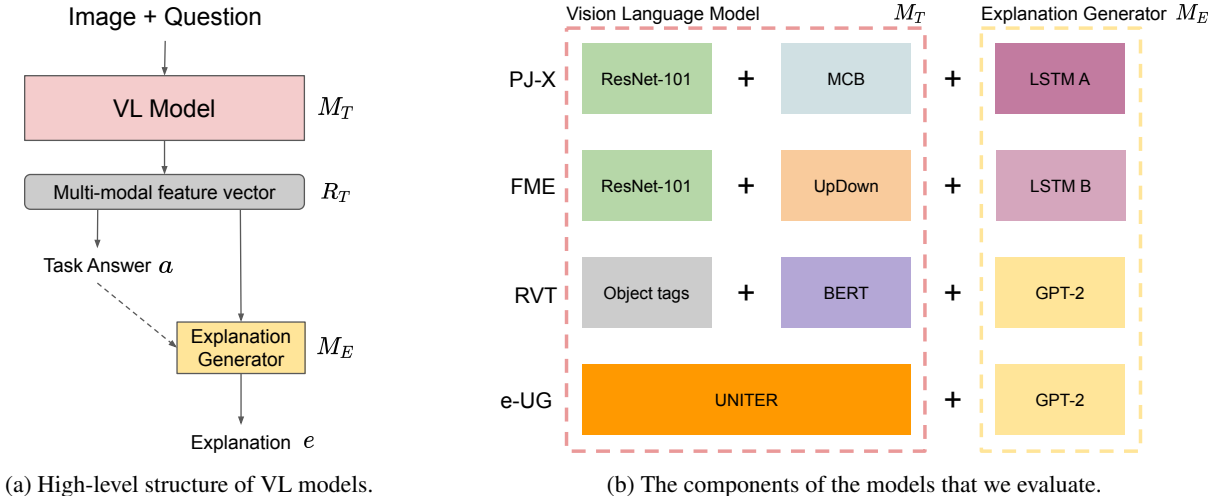 Image + Question
VL Model
M_T
Multi-modal feature vector
R_T
Task Answer a
Explanation
Generator
M_E
Explanation e
(a) High-level structure of VL models.
Vision Language Model M_T
Explanation Generator M_E
PJ-X ResNet-101 + MCB + LSTM A
FME ResNet-101 + UpDown + LSTM B
RVT Object tags + BERT + GPT-2
e-UG UNITER + GPT-2
(b) The components of the models that we evaluate.